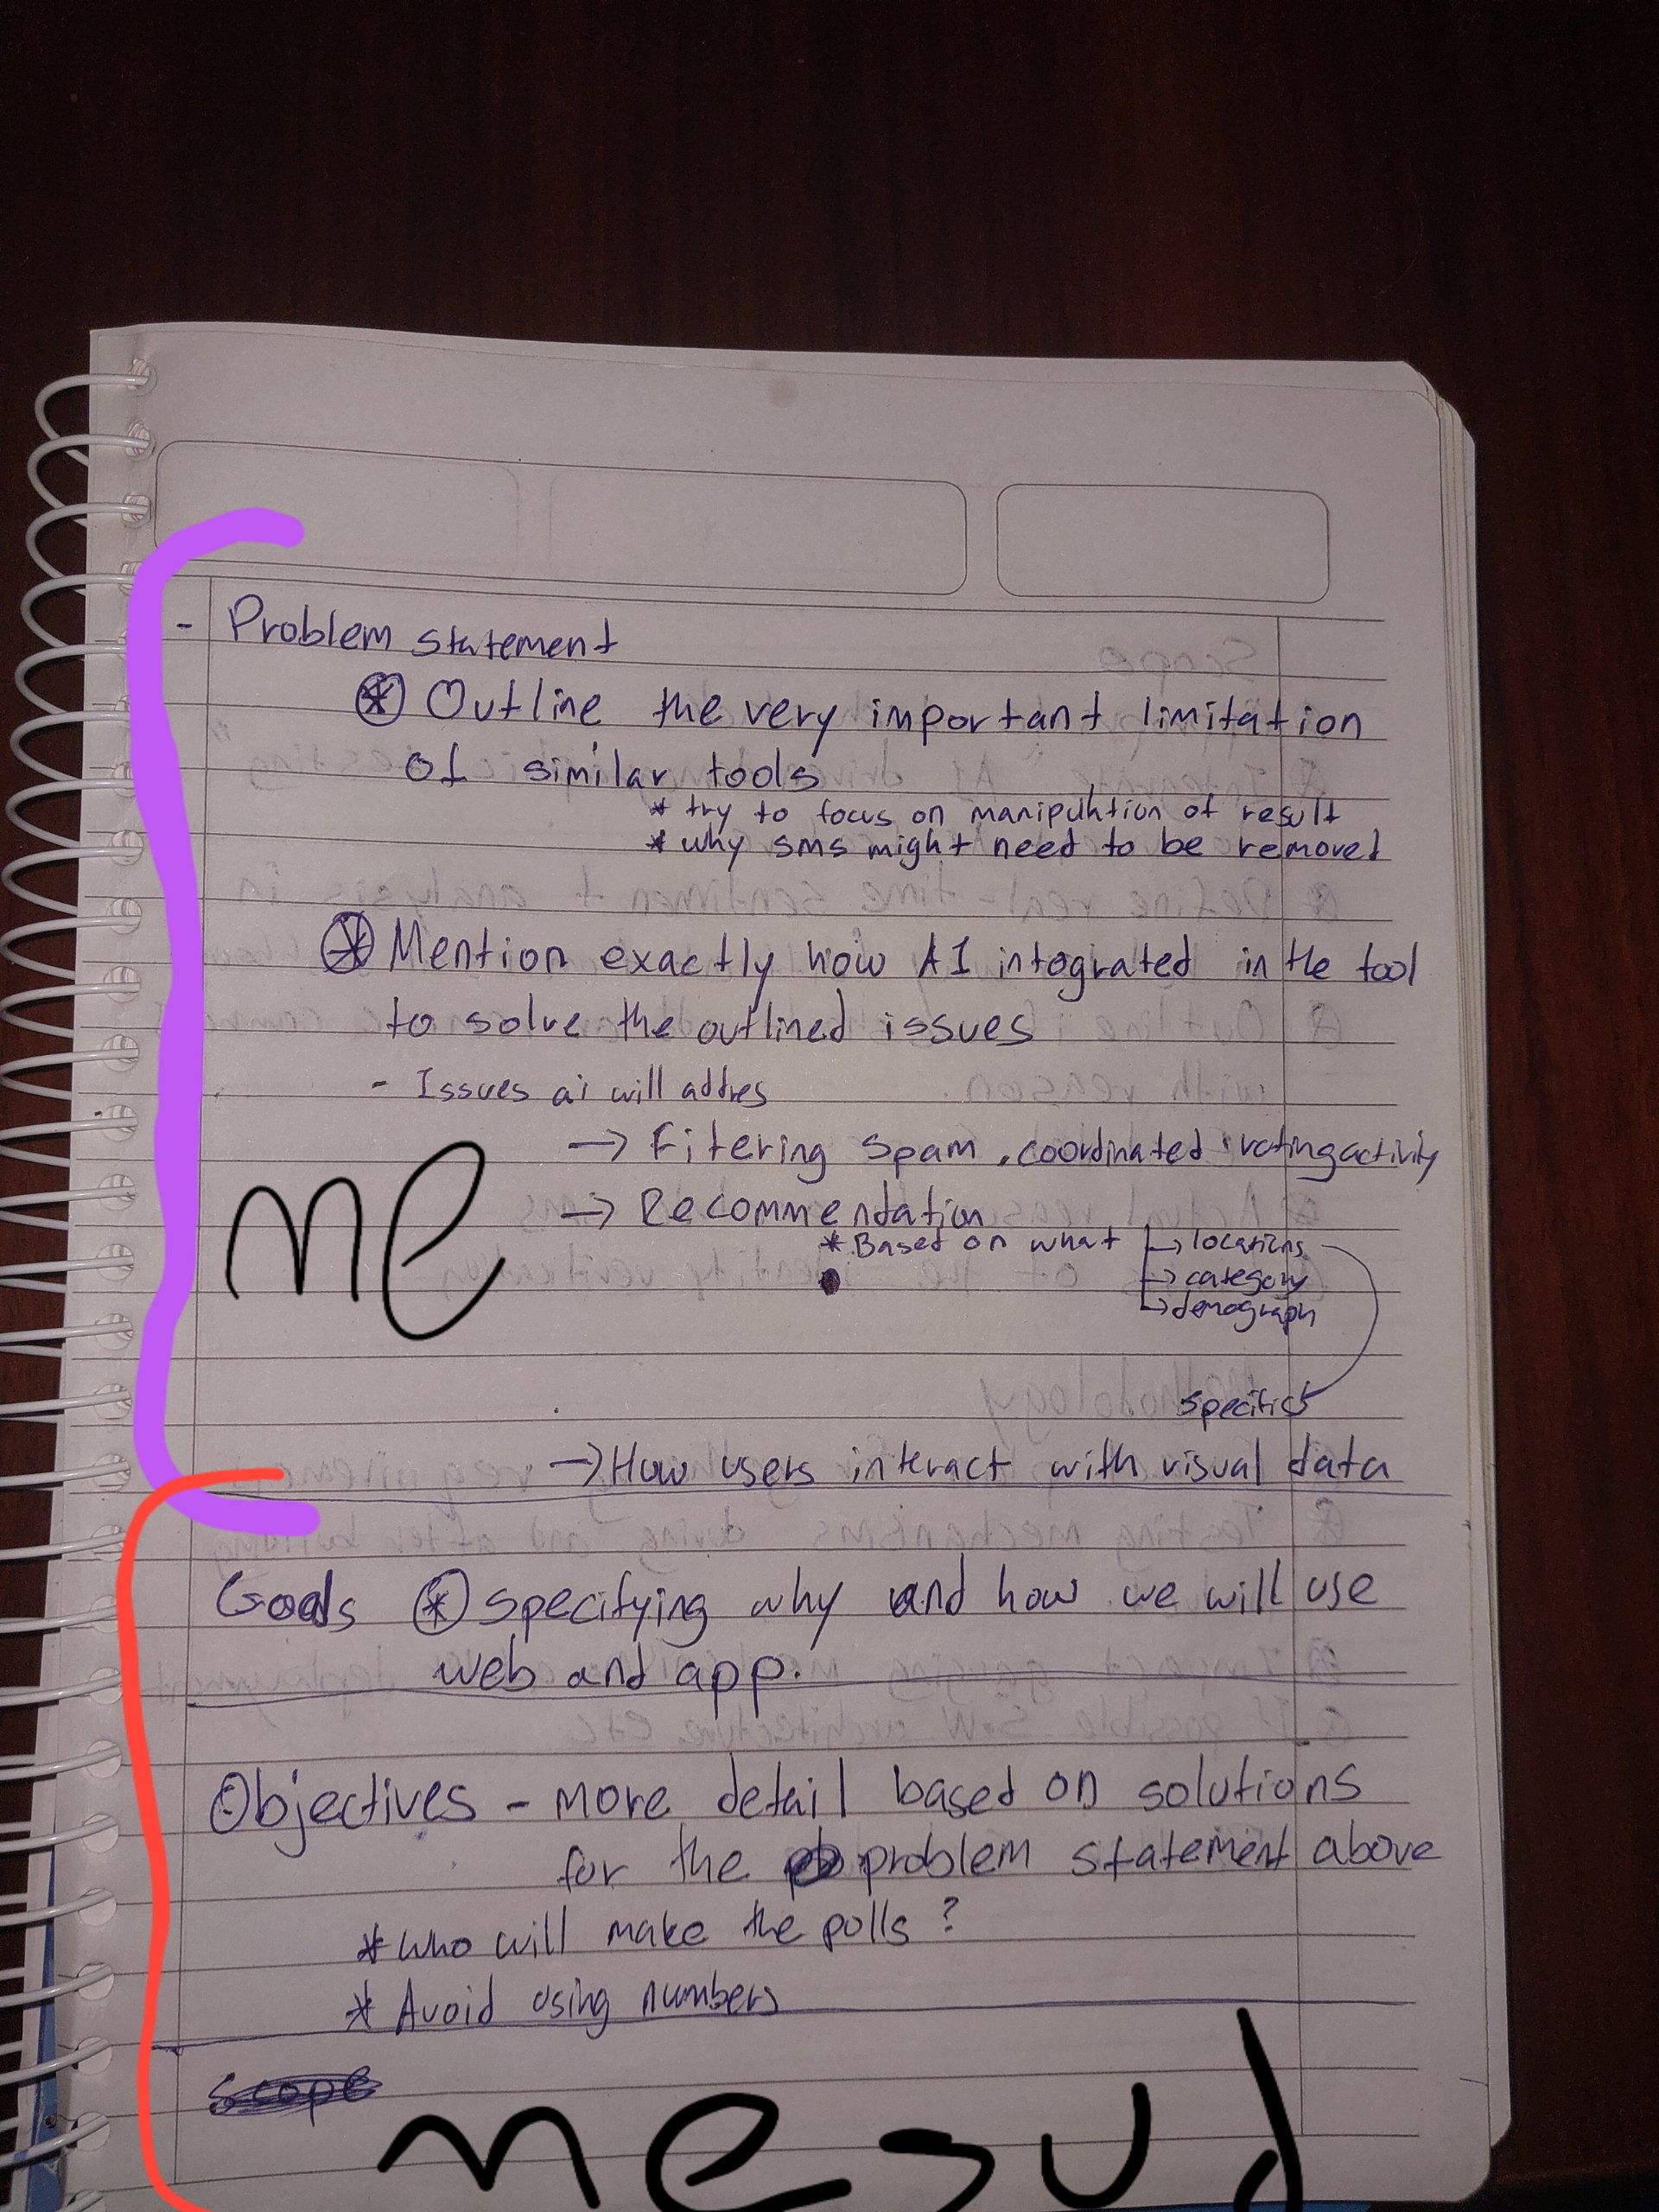 - Problem statement
* Outline the very important limitation
of similar tools
* try to focus on manipulation of result
* why sms might need to be removed
* Mention exactly how AI integrated in the tool
to solve the outlined issues
- Issues ai will addres
→ Filtering spam, coordinated voting activity
→ Recommendation
* Based on what → locations
→ category
→ demograph
me
specifics
→ How users interact with visual data
Goals * specifying why and how we will use
web and app.
Objectives - more detail based on solutions
for the problem statement above
* who will make the polls ?
* Avoid using numbers
scope
mesud